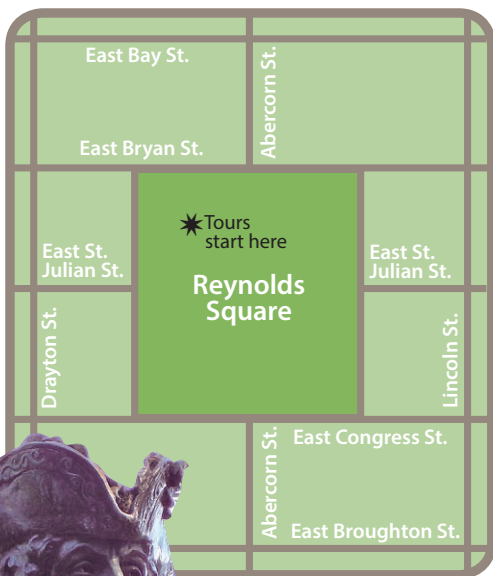 East Bay St.
Abercorn St.
East Bryan St.
Tours
start here
East St.
Julian St.
Reynolds
Square
East St.
Julian St.
Drayton St.
Lincoln St.
Abercorn St.
East Congress St.
East Broughton St.